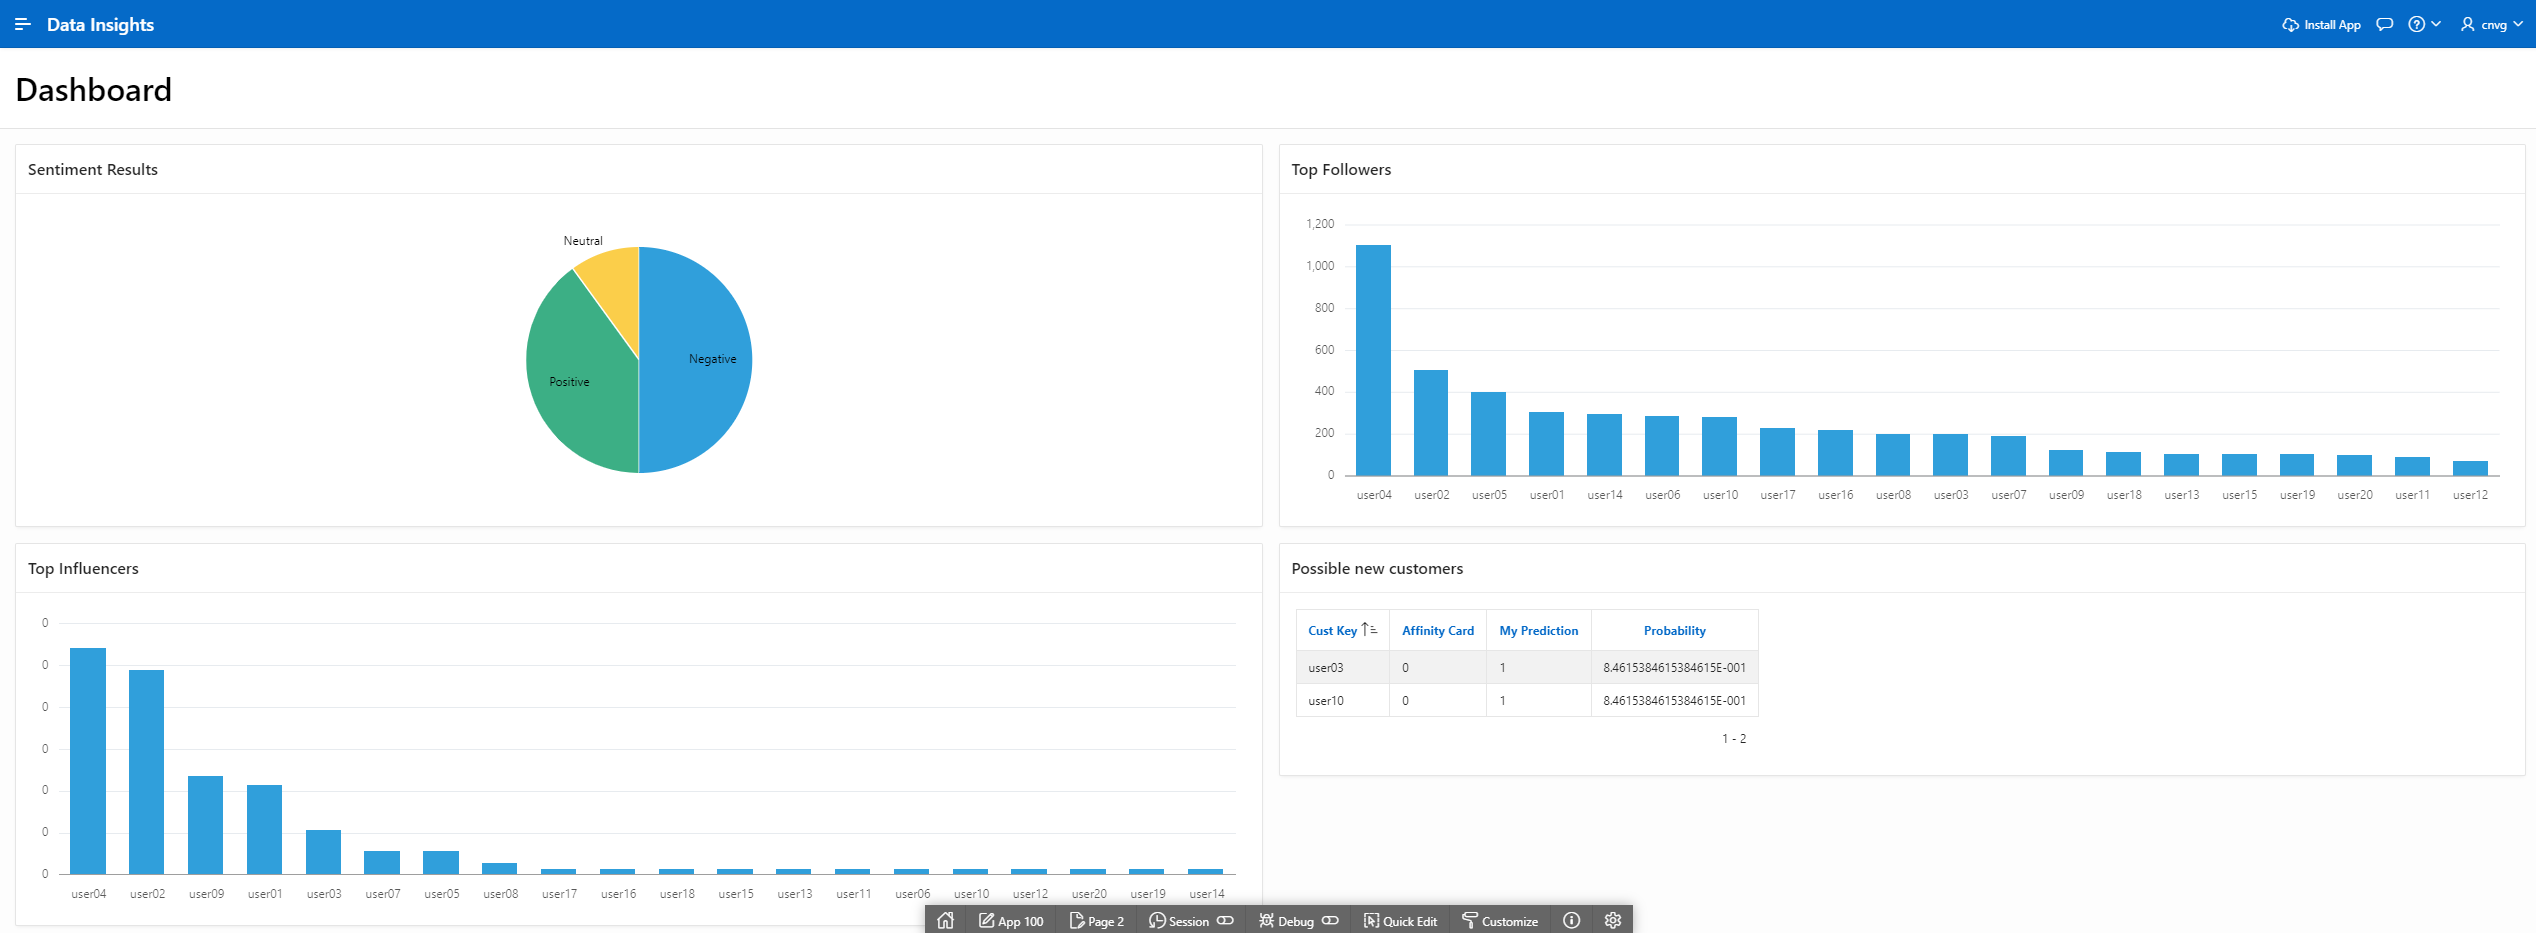 Data Insights
Install App
cnvg
Dashboard
Sentiment Results
Neutral
Negative
Positive
Top Followers
1,200
1,000
800
600
400
200
0
user04 user02 user05 user01 user14 user06 user10 user17 user16 user08 user03 user07 user09 user18 user13 user15 user19 user20 user11 user12
Top Influencers
0
0
0
0
0
0
0
user04 user02 user09 user01 user03 user07 user05 user08 user17 user16 user18 user15 user13 user11 user06 user10 user12 user20 user19 user14
Possible new customers
Cust Key Affinity Card My Prediction Probability
user03 0 1 8.4615384615384615E-001
user10 0 1 8.4615384615384615E-001
1 - 2
App 100 Page 2 Session Debug Quick Edit Customize